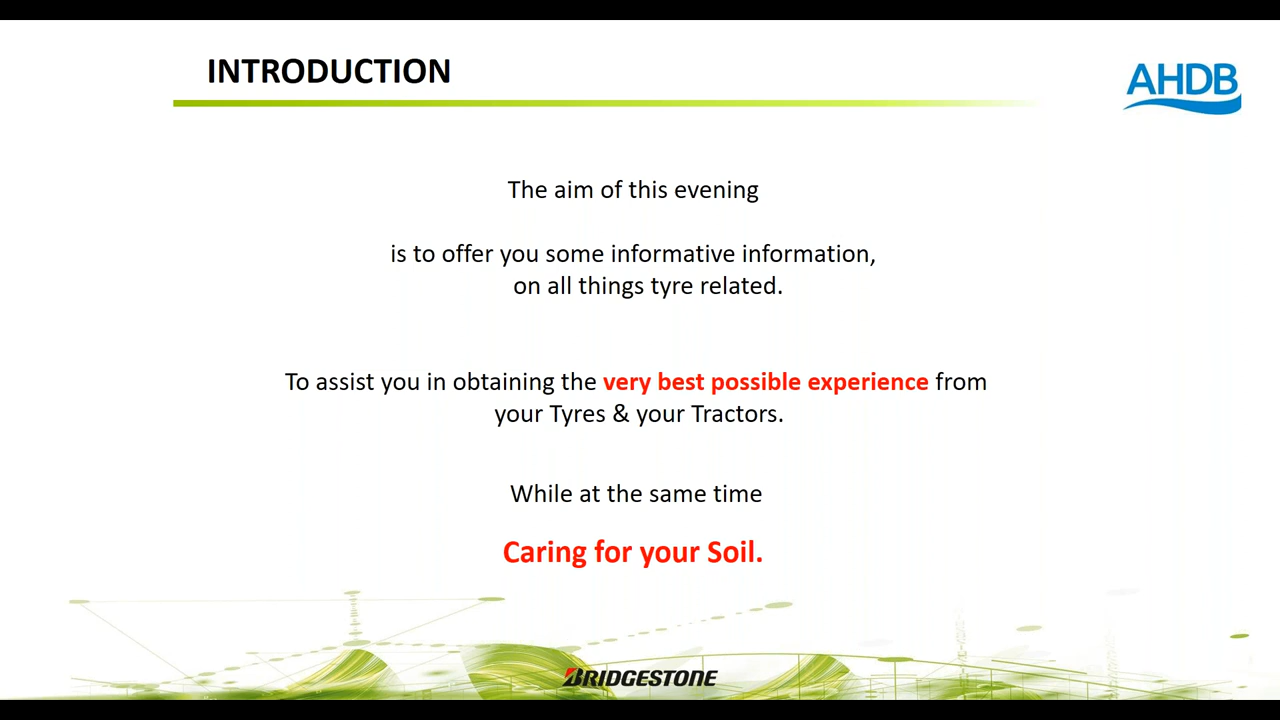 INTRODUCTION
AHDB
The aim of this evening
is to offer you some informative information,
on all things tyre related.
To assist you in obtaining the very best possible experience from
your Tyres & your Tractors.
While at the same time
Caring for your Soil.
BRIDGESTONE